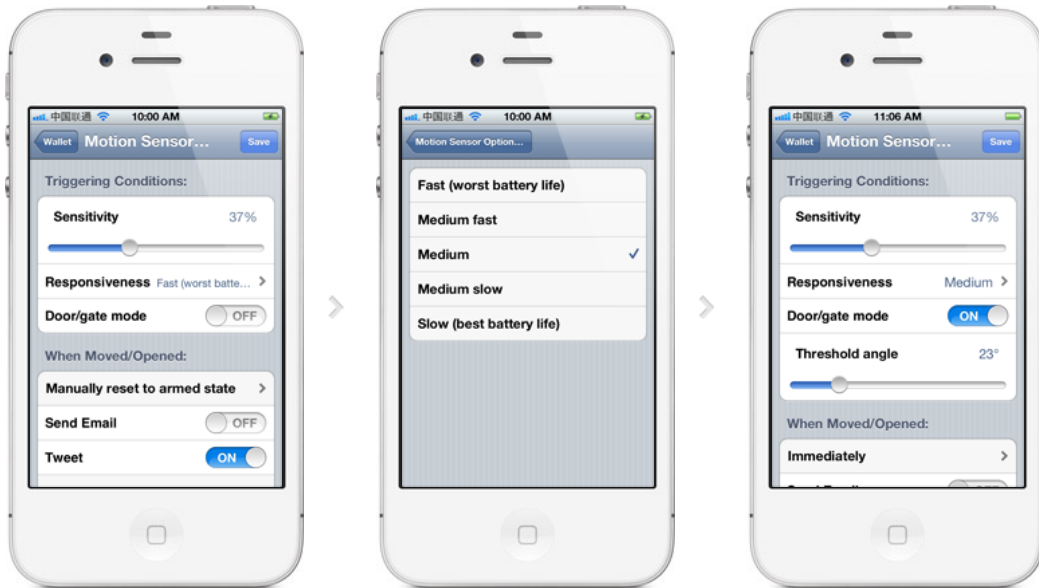 中国联通 10:00 AM
Wallet Motion Sensor... Save
Triggering Conditions:
Sensitivity 37%
Responsiveness Fast (worst batte...
Door/gate mode OFF
When Moved/Opened:
Manually reset to armed state
Send Email OFF
Tweet ON
中国联通 10:00 AM
Motion Sensor Option...
Fast (worst battery life)
Medium fast
Medium
Medium slow
Slow (best battery life)
中国联通 11:06 AM
Wallet Motion Sensor... Save
Triggering Conditions:
Sensitivity 37%
Responsiveness Medium
Door/gate mode ON
Threshold angle 23°
When Moved/Opened:
Immediately